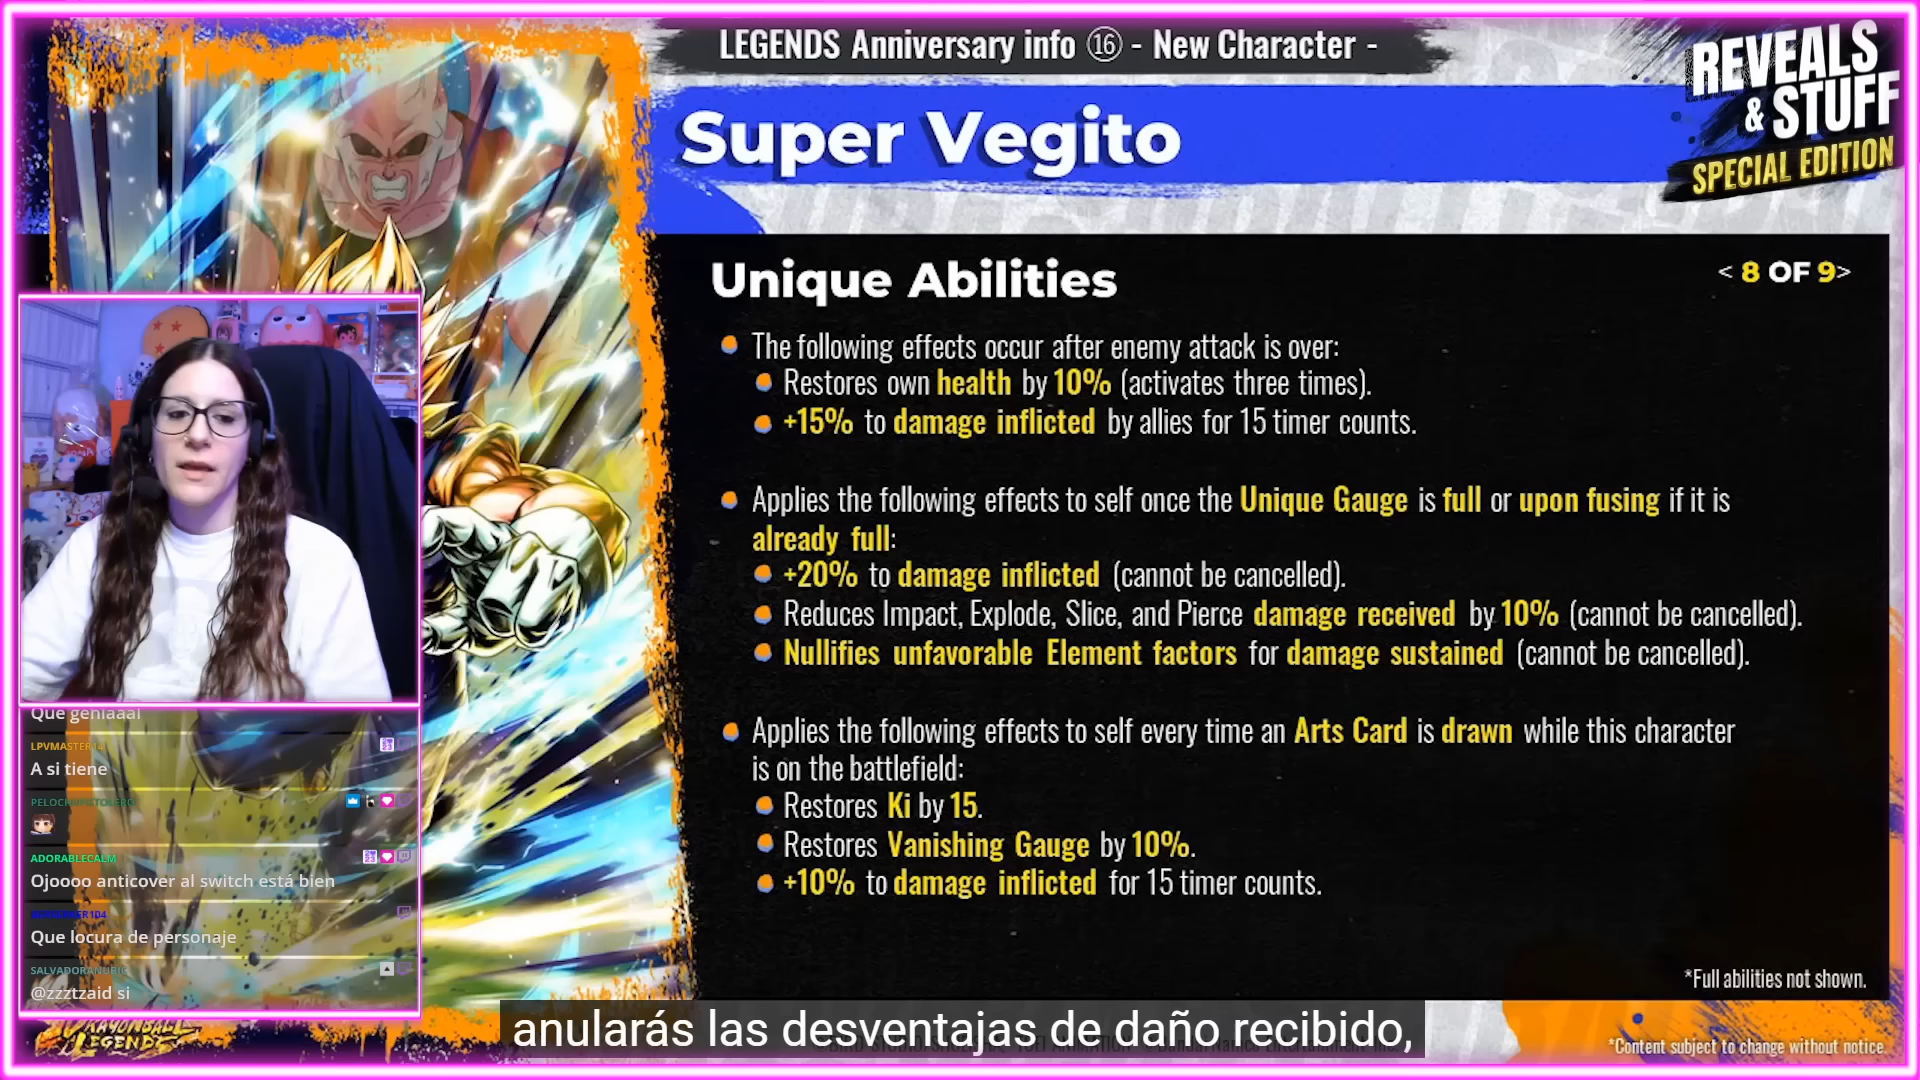 LEGENDS Anniversary info ⑯ - New Character -
REVEALS
& STUFF
SPECIAL EDITION
Super Vegito
Unique Abilities
< 8 OF 9>
The following effects occur after enemy attack is over:
Restores own health by 10% (activates three times).
+15% to damage inflicted by allies for 15 timer counts.
Applies the following effects to self once the Unique Gauge is full or upon fusing if it is
already full:
+20% to damage inflicted (cannot be cancelled).
Reduces Impact, Explode, Slice, and Pierce damage received by 10% (cannot be cancelled).
Nullifies unfavorable Element factors for damage sustained (cannot be cancelled).
Applies the following effects to self every time an Arts Card is drawn while this character
is on the battlefield:
Restores Ki by 15.
Restores Vanishing Gauge by 10%.
+10% to damage inflicted for 15 timer counts.
*Full abilities not shown.
*Content subject to change without notice.
Que geniaaal
LPVMASTER14
A si tiene
ADORABLECALM
Ojoooo anticover al switch está bien
Que locura de personaje
@zzztzaid si
DRAGONBALL
LEGENDS
anularás las desventajas de daño recibido,